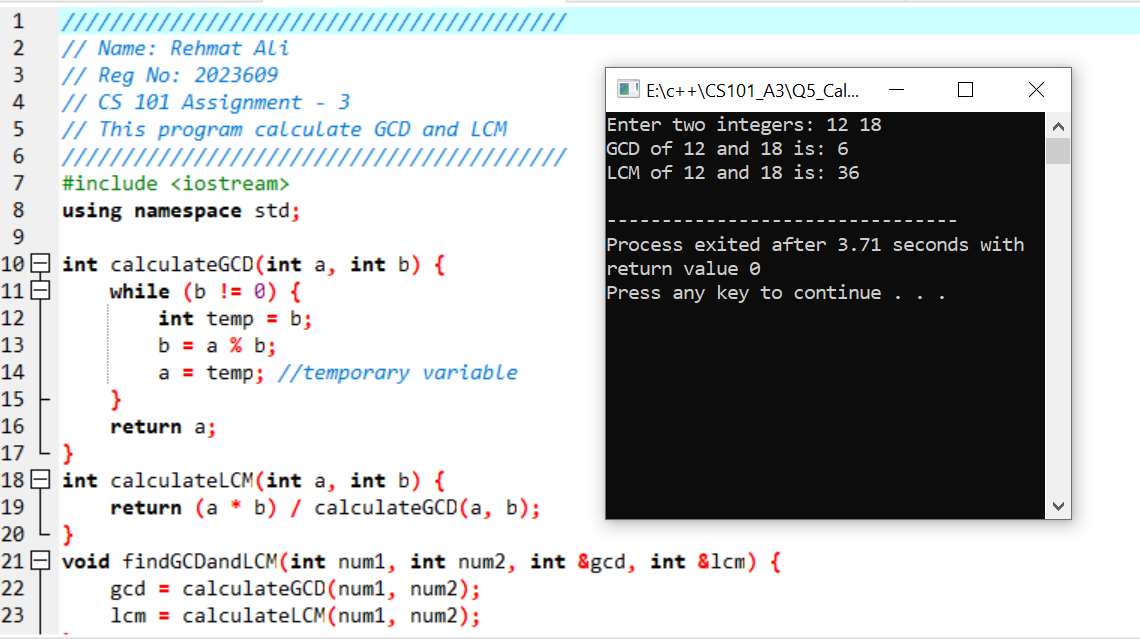 1 //////////////////////////////////////////
2 // Name: Rehmat Ali
3 // Reg No: 2023609
4 // CS 101 Assignment - 3
5 // This program calculate GCD and LCM
6 //////////////////////////////////////////
7 #include <iostream>
8 using namespace std;
9
10 int calculateGCD(int a, int b) {
11     while (b != 0) {
12         int temp = b;
13         b = a % b;
14         a = temp; //temporary variable
15     }
16     return a;
17 }
18 int calculateLCM(int a, int b) {
19     return (a * b) / calculateGCD(a, b);
20 }
21 void findGCDandLCM(int num1, int num2, int &gcd, int &lcm) {
22     gcd = calculateGCD(num1, num2);
23     lcm = calculateLCM(num1, num2);
E:\c++\CS101_A3\Q5_Cal...
Enter two integers: 12 18
GCD of 12 and 18 is: 6
LCM of 12 and 18 is: 36
--------------------------------
Process exited after 3.71 seconds with
return value 0
Press any key to continue . . .